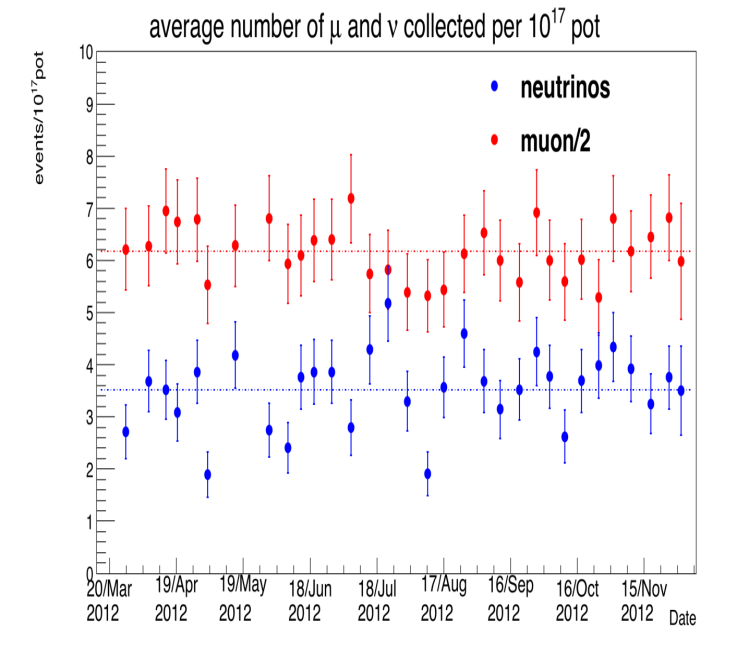 average number of μ and ν collected per 10¹⁷ pot
events/10¹⁷pot
neutrinos
muon/2
10
9
8
7
6
5
4
3
2
1
0
20/Mar 19/Apr 19/May 18/Jun 18/Jul 17/Aug 16/Sep 16/Oct 15/Nov
2012 2012 2012 2012 2012 2012 2012 2012 2012 Date